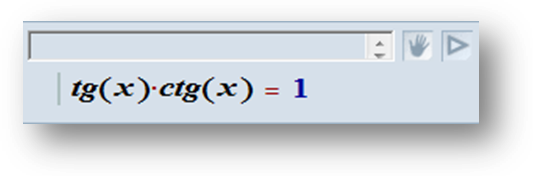 tg(x)·ctg(x) = 1